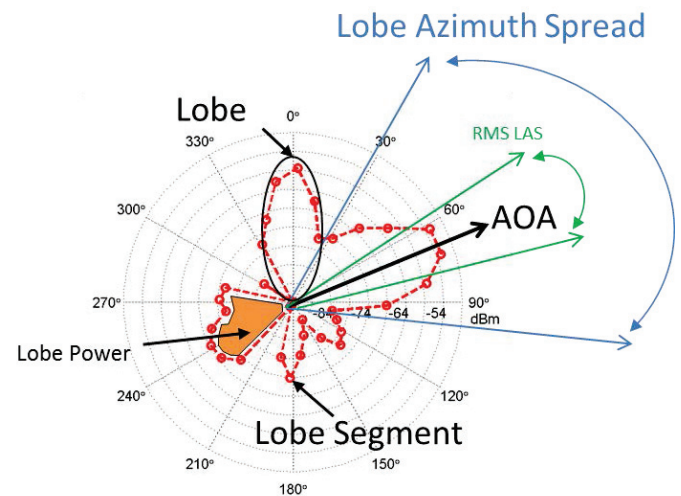 Lobe Azimuth Spread
Lobe
0°
330°
30°
RMS LAS
300°
60°
AOA
270°
-84
-74
-64
-54
90°
dBm
Lobe Power
240°
120°
Lobe Segment
210°
150°
180°